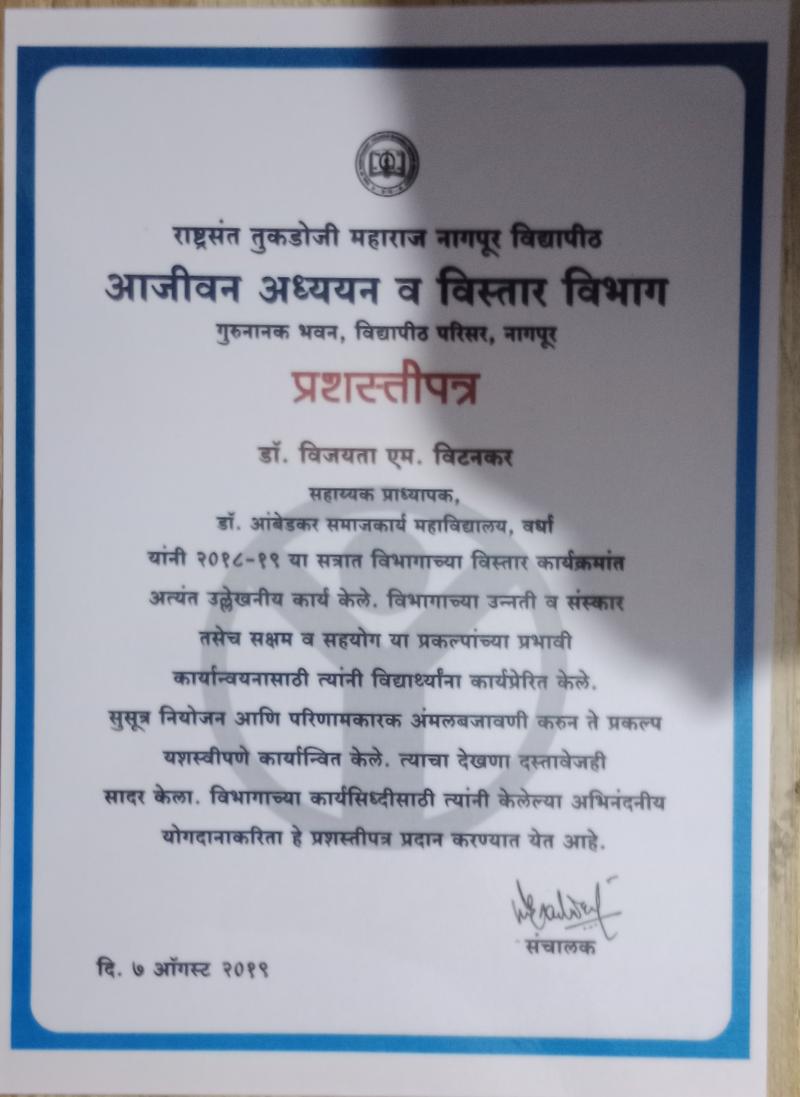 राष्ट्रसंत तुकडोजी महाराज नागपूर विद्यापीठ
आजीवन अध्ययन व विस्तार विभाग
गुरुनानक भवन, विद्यापीठ परिसर, नागपूर
प्रशस्तीपत्र
डॉ. विजयता एम. विटनकर
सहाय्यक प्राध्यापक,
डॉ. आंबेडकर समाजकार्य महाविद्यालय, वर्धा
यांनी २०१८-१९ या सत्रात विभागाच्या विस्तार कार्यक्रमांत
अत्यंत उल्लेखनीय कार्य केले. विभागाच्या उन्नती व संस्कार
तसेच सक्षम व सहयोग या प्रकल्पांच्या प्रभावी
कार्यान्वयनासाठी त्यांनी विद्यार्थ्यांना कार्यप्रेरित केले.
सुसूत्र नियोजन आणि परिणामकारक अंमलबजावणी करुन ते प्रकल्प
यशस्वीपणे कार्यान्वित केले. त्याचा देखणा दस्तावेजही
सादर केला. विभागाच्या कार्यसिध्दीसाठी त्यांनी केलेल्या अभिनंदनीय
योगदानाकरिता हे प्रशस्तीपत्र प्रदान करण्यात येत आहे.
संचालक
दि. ७ ऑगस्ट २०१९